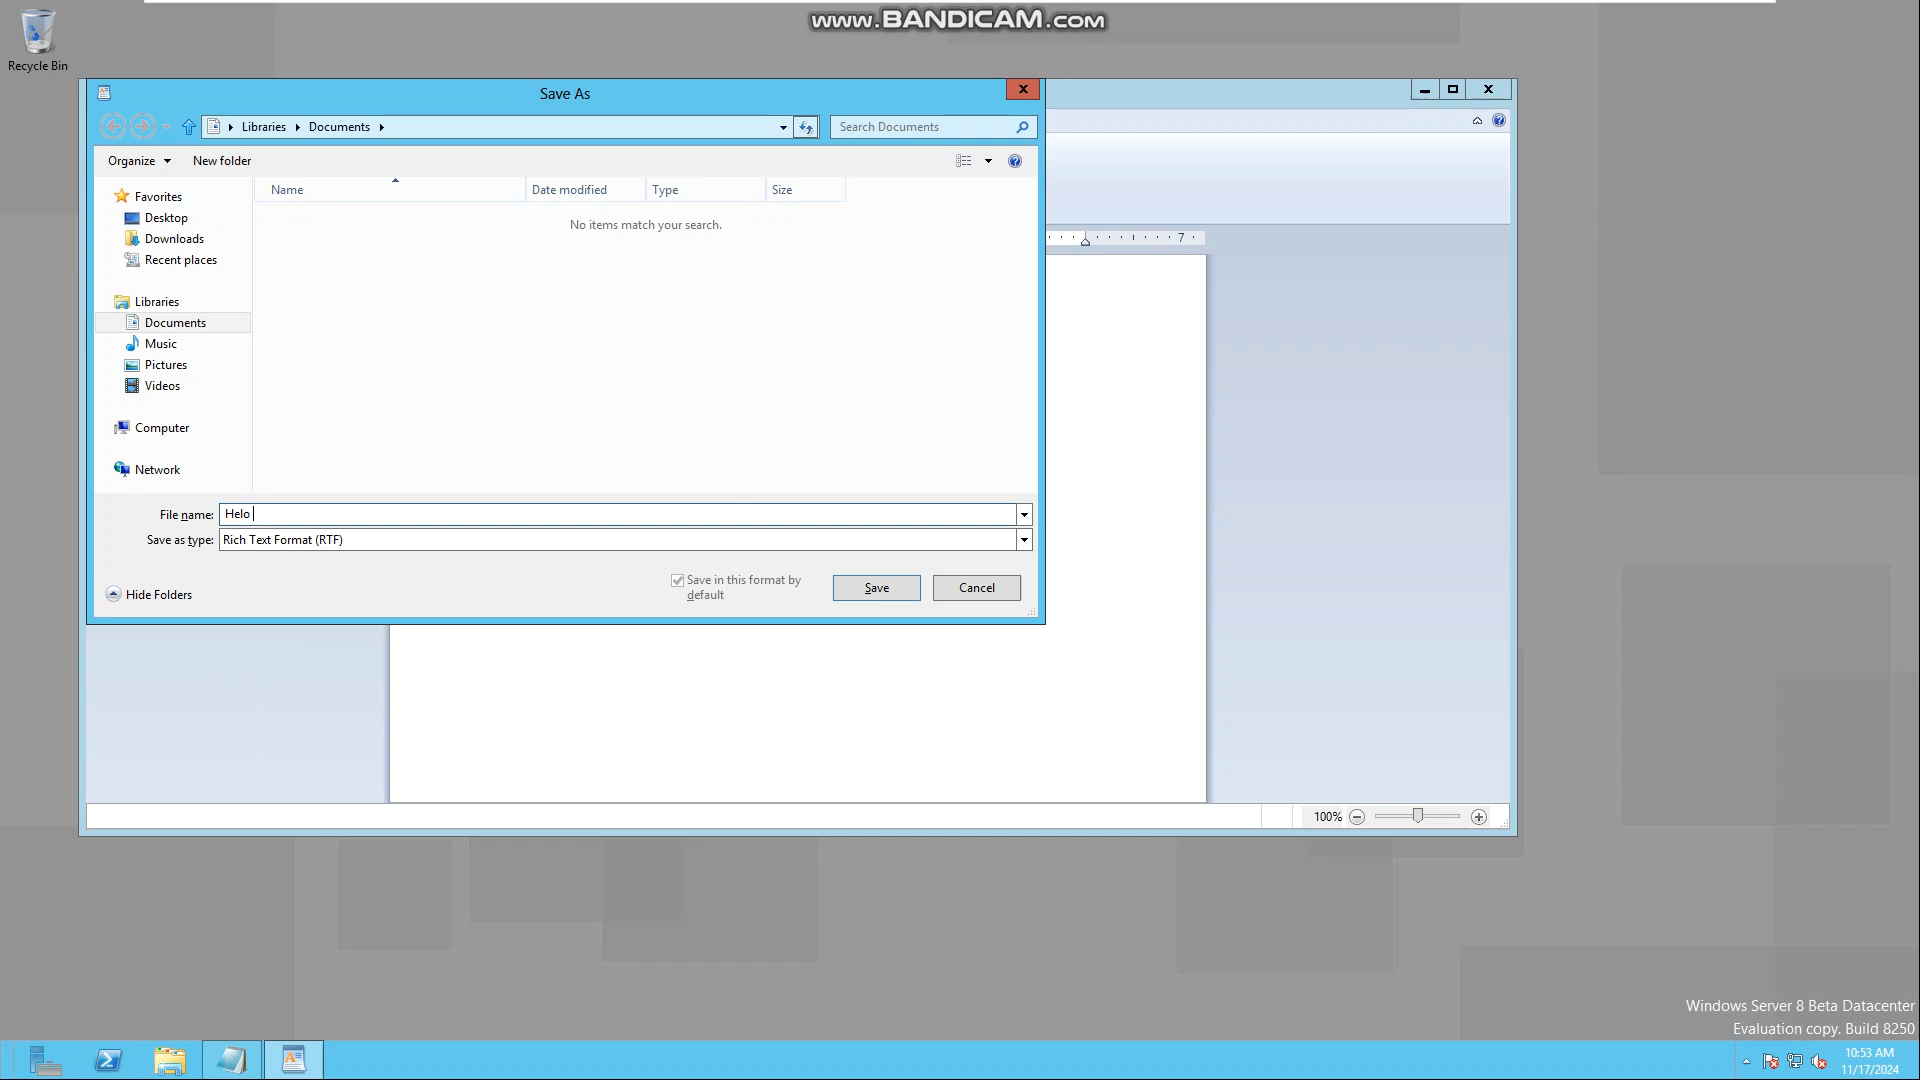 www.BANDICAM.com
Recycle Bin
Save As
Libraries
Documents
Search Documents
Organize
New folder
Name
Date modified
Type
Size
No items match your search.
Favorites
Desktop
Downloads
Recent places
Libraries
Documents
Music
Pictures
Videos
Computer
Network
7
File name: Helo
Save as type: Rich Text Format (RTF)
Save in this format by
default
Save
Cancel
Hide Folders
100%
Windows Server 8 Beta Datacenter
Evaluation copy. Build 8250
10:53 AM
11/17/2024